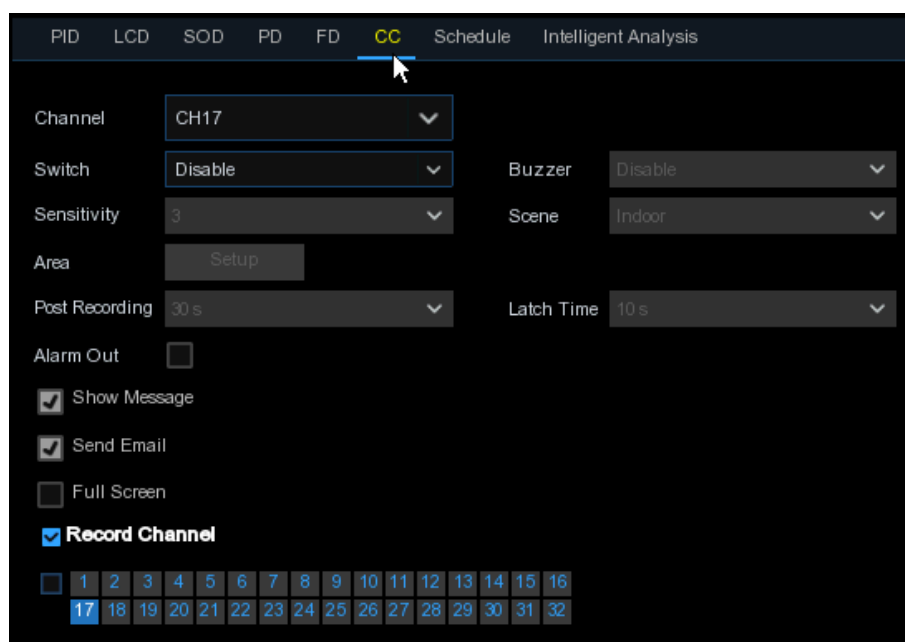 PID LCD SOD PD FD CC Schedule Intelligent Analysis
Channel CH17
Switch Disable Buzzer Disable
Sensitivity 3 Scene Indoor
Area Setup
Post Recording 30 s Latch Time 10 s
Alarm Out
Show Message
Send Email
Full Screen
Record Channel
1 2 3 4 5 6 7 8 9 10 11 12 13 14 15 16
17 18 19 20 21 22 23 24 25 26 27 28 29 30 31 32